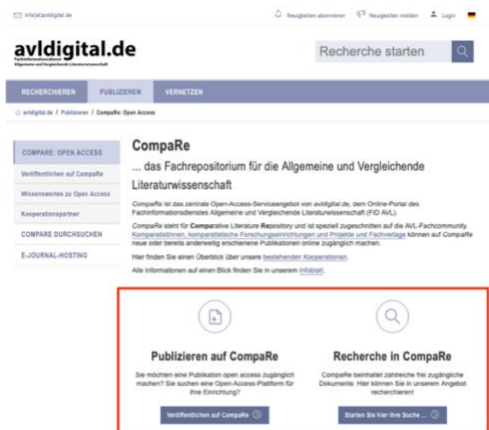 info(at)avldigital.de
Neuigkeiten abonnieren Neuigkeiten melden Login
avldigital.de
Fachinformationsdienst
Allgemeine und Vergleichende Literaturwissenschaft
Recherche starten
RECHERCHIEREN PUBLIZIEREN VERNETZEN
avldigital.de / Publizieren / CompaRe: Open Access
COMPARE: OPEN ACCESS
Veröffentlichen auf CompaRe
Wissenswertes zu Open Access
Kooperationspartner
COMPARE DURCHSUCHEN
E-JOURNAL-HOSTING
CompaRe
... das Fachrepositorium für die Allgemeine und Vergleichende
Literaturwissenschaft
CompaRe ist das zentrale Open-Access-Serviceangebot von avldigital.de, dem Online-Portal des
Fachinformationsdienstes Allgemeine und Vergleichende Literaturwissenschaft (FID AVL).
CompaRe steht für Comparative Literature Repository und ist speziell zugeschnitten auf die AVL-Fachcommunity.
Komparatistinnen, komparatistische Forschungseinrichtungen und Projekte und Fachverlage können auf CompaRe
neue oder bereits anderweitig erschienene Publikationen online zugänglich machen.
Hier finden Sie einen Überblick über unsere bestehenden Kooperationen.
Alle Informationen auf einen Blick finden Sie in unserem Infoblatt.
Publizieren auf CompaRe
Sie möchten eine Publikation open access zugänglich
machen? Sie suchen eine Open-Access-Plattform für
Ihre Einrichtung?
Veröffentlichen auf CompaRe
Recherche in CompaRe
CompaRe beinhaltet zahlreiche frei zugängliche
Dokumente. Hier können Sie in unserem Angebot
recherchieren!
Starten Sie hier Ihre Suche ...